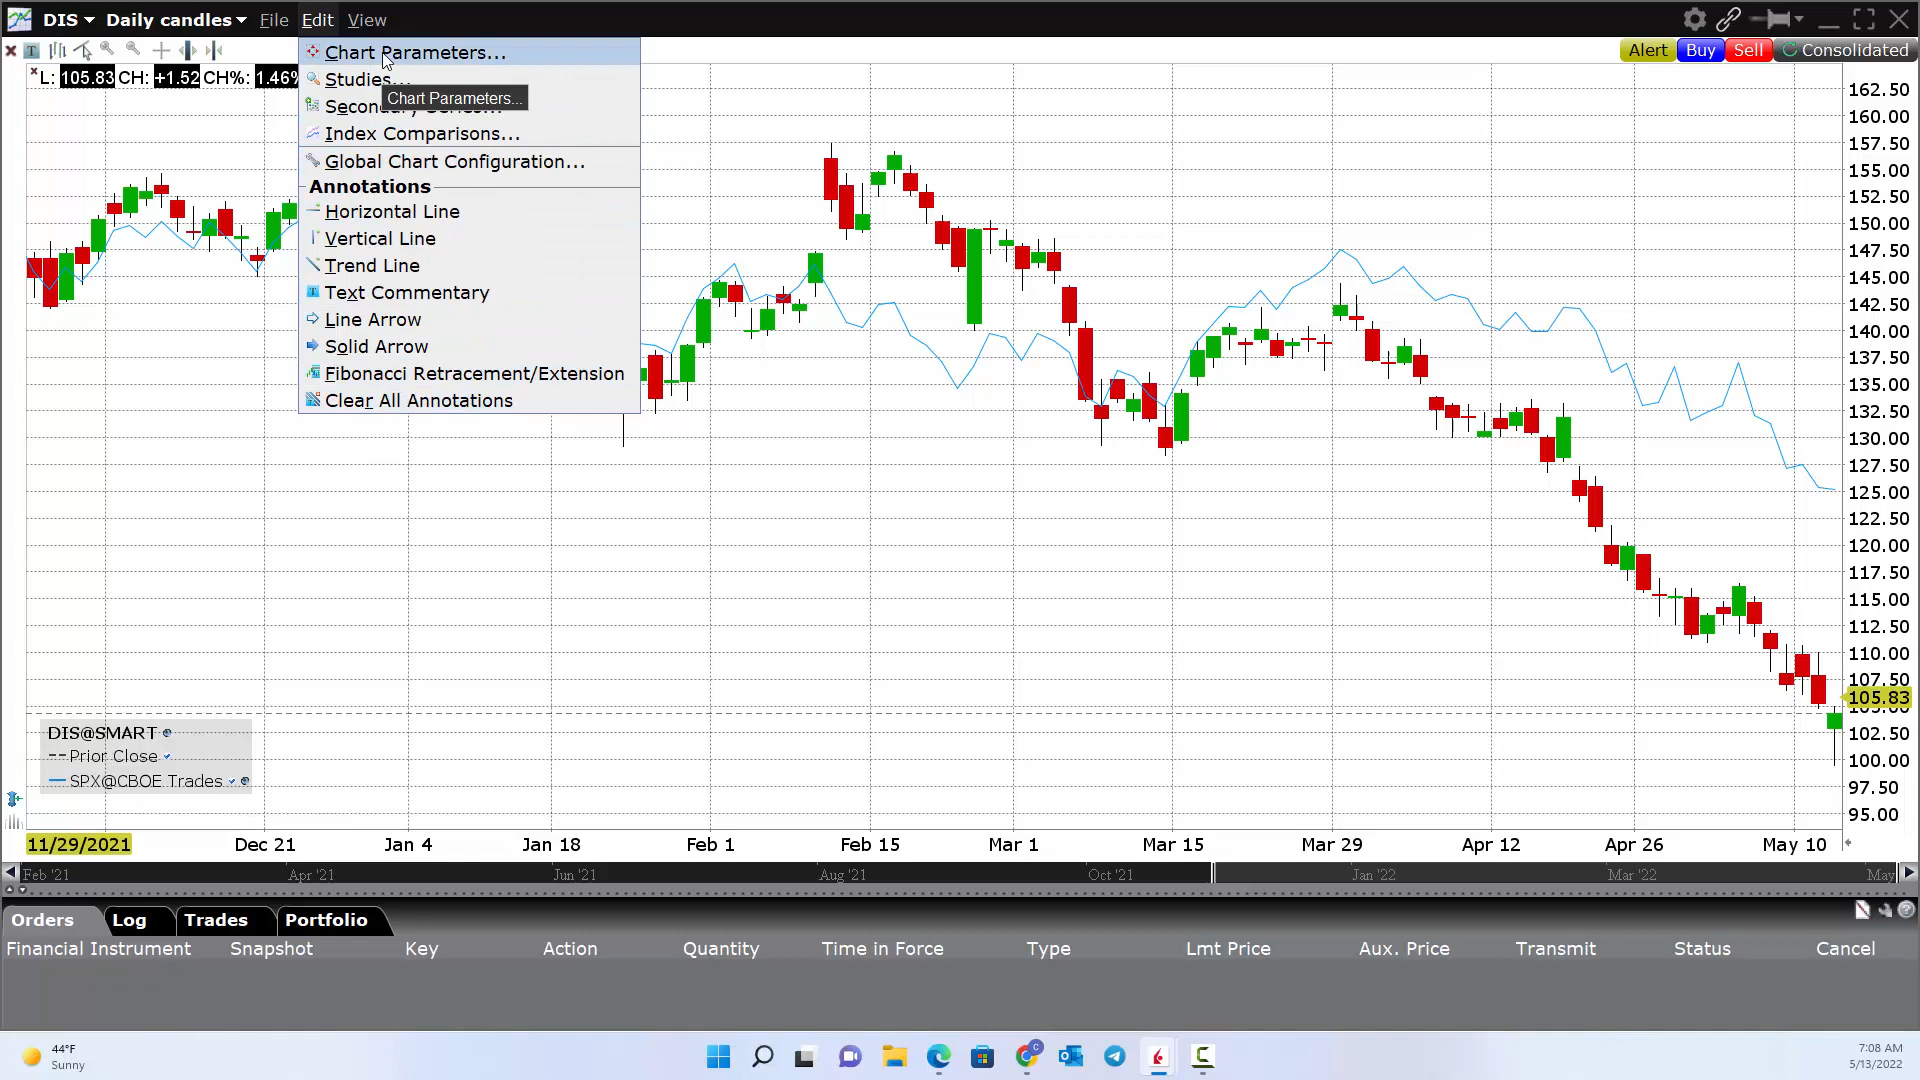 DIS Daily candles File Edit View
Chart Parameters...
Studies...
Chart Parameters...
Index Comparisons...
Global Chart Configuration...
Annotations
Horizontal Line
Vertical Line
Trend Line
Text Commentary
Line Arrow
Solid Arrow
Fibonacci Retracement/Extension
Clear All Annotations
Alert Buy Sell Consolidated
L: 105.83 CH: +1.52 CH%: 1.46%
162.50
160.00
157.50
155.00
152.50
150.00
147.50
145.00
142.50
140.00
137.50
135.00
132.50
130.00
127.50
125.00
122.50
120.00
117.50
115.00
112.50
110.00
107.50
105.83
102.50
100.00
97.50
95.00
DIS@SMART
Prior Close
SPX@CBOE Trades
11/29/2021 Dec 21 Jan 4 Jan 18 Feb 1 Feb 15 Mar 1 Mar 15 Mar 29 Apr 12 Apr 26 May 10
Feb '21 Apr '21 Jun '21 Aug '21 Oct '21 Jan '22 Mar '22 May
Orders Log Trades Portfolio
Financial Instrument Snapshot Key Action Quantity Time in Force Type Lmt Price Aux. Price Transmit Status Cancel
44°F
Sunny
7:08 AM
5/13/2022